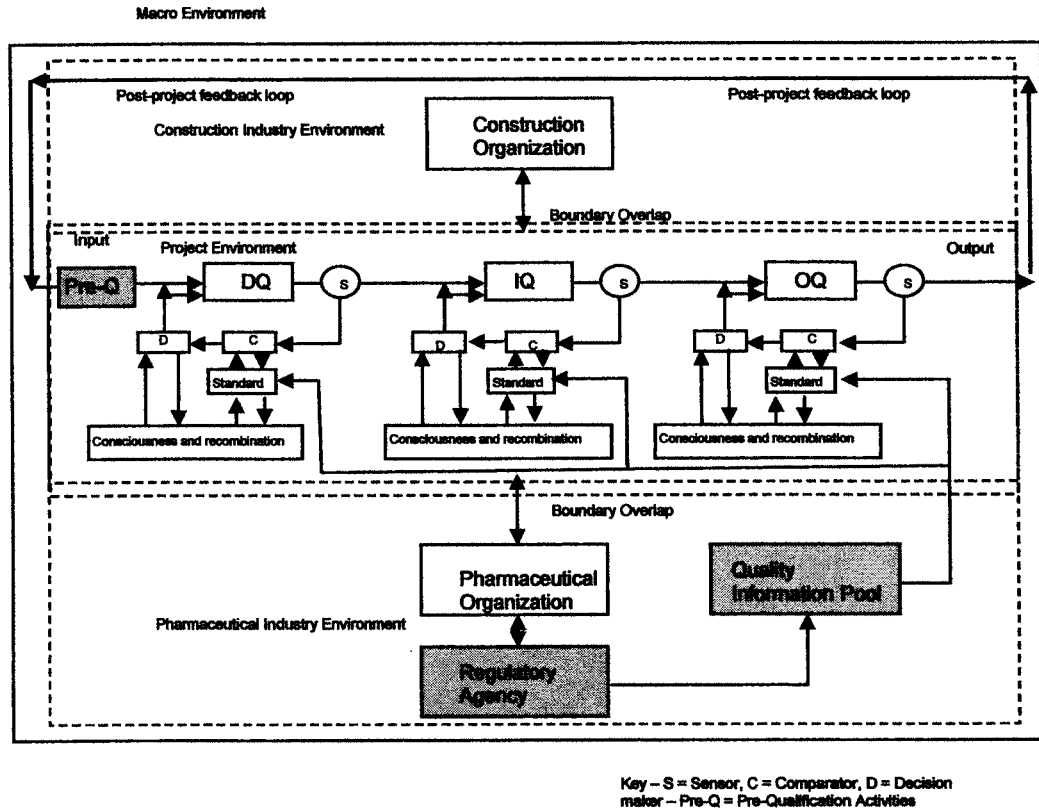 Macro Environment
Post-project feedback loop
Post-project feedback loop
Construction Industry Environment
Construction
Organization
Boundary Overlap
Input
Project Environment
Output
Pre-Q
DQ
S
IQ
S
OQ
S
D
C
D
C
D
C
Standard
Standard
Standard
Consciousness and recombination
Consciousness and recombination
Consciousness and recombination
Boundary Overlap
Pharmaceutical
Organization
Quality
Information Pool
Pharmaceutical Industry Environment
Regulatory
Agency
Key – S = Sensor, C = Comparator, D = Decision
maker – Pre-Q = Pre-Qualification Activities